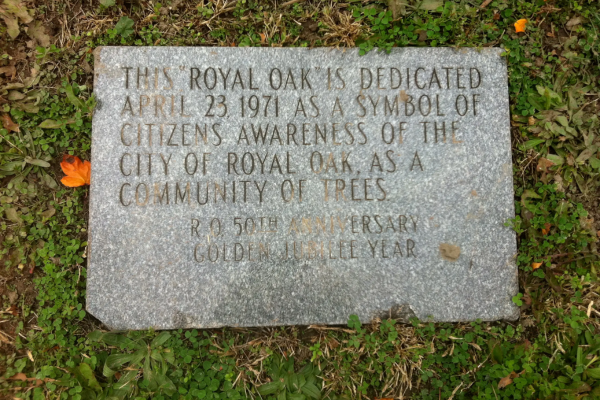 THIS "ROYAL OAK" IS DEDICATED
APRIL 23 1971 AS A SYMBOL OF
CITIZENS AWARENESS OF THE
CITY OF ROYAL OAK, AS A
COMMUNITY OF TREES.
R.O. 50TH ANNIVERSARY
GOLDEN JUBILEE YEAR